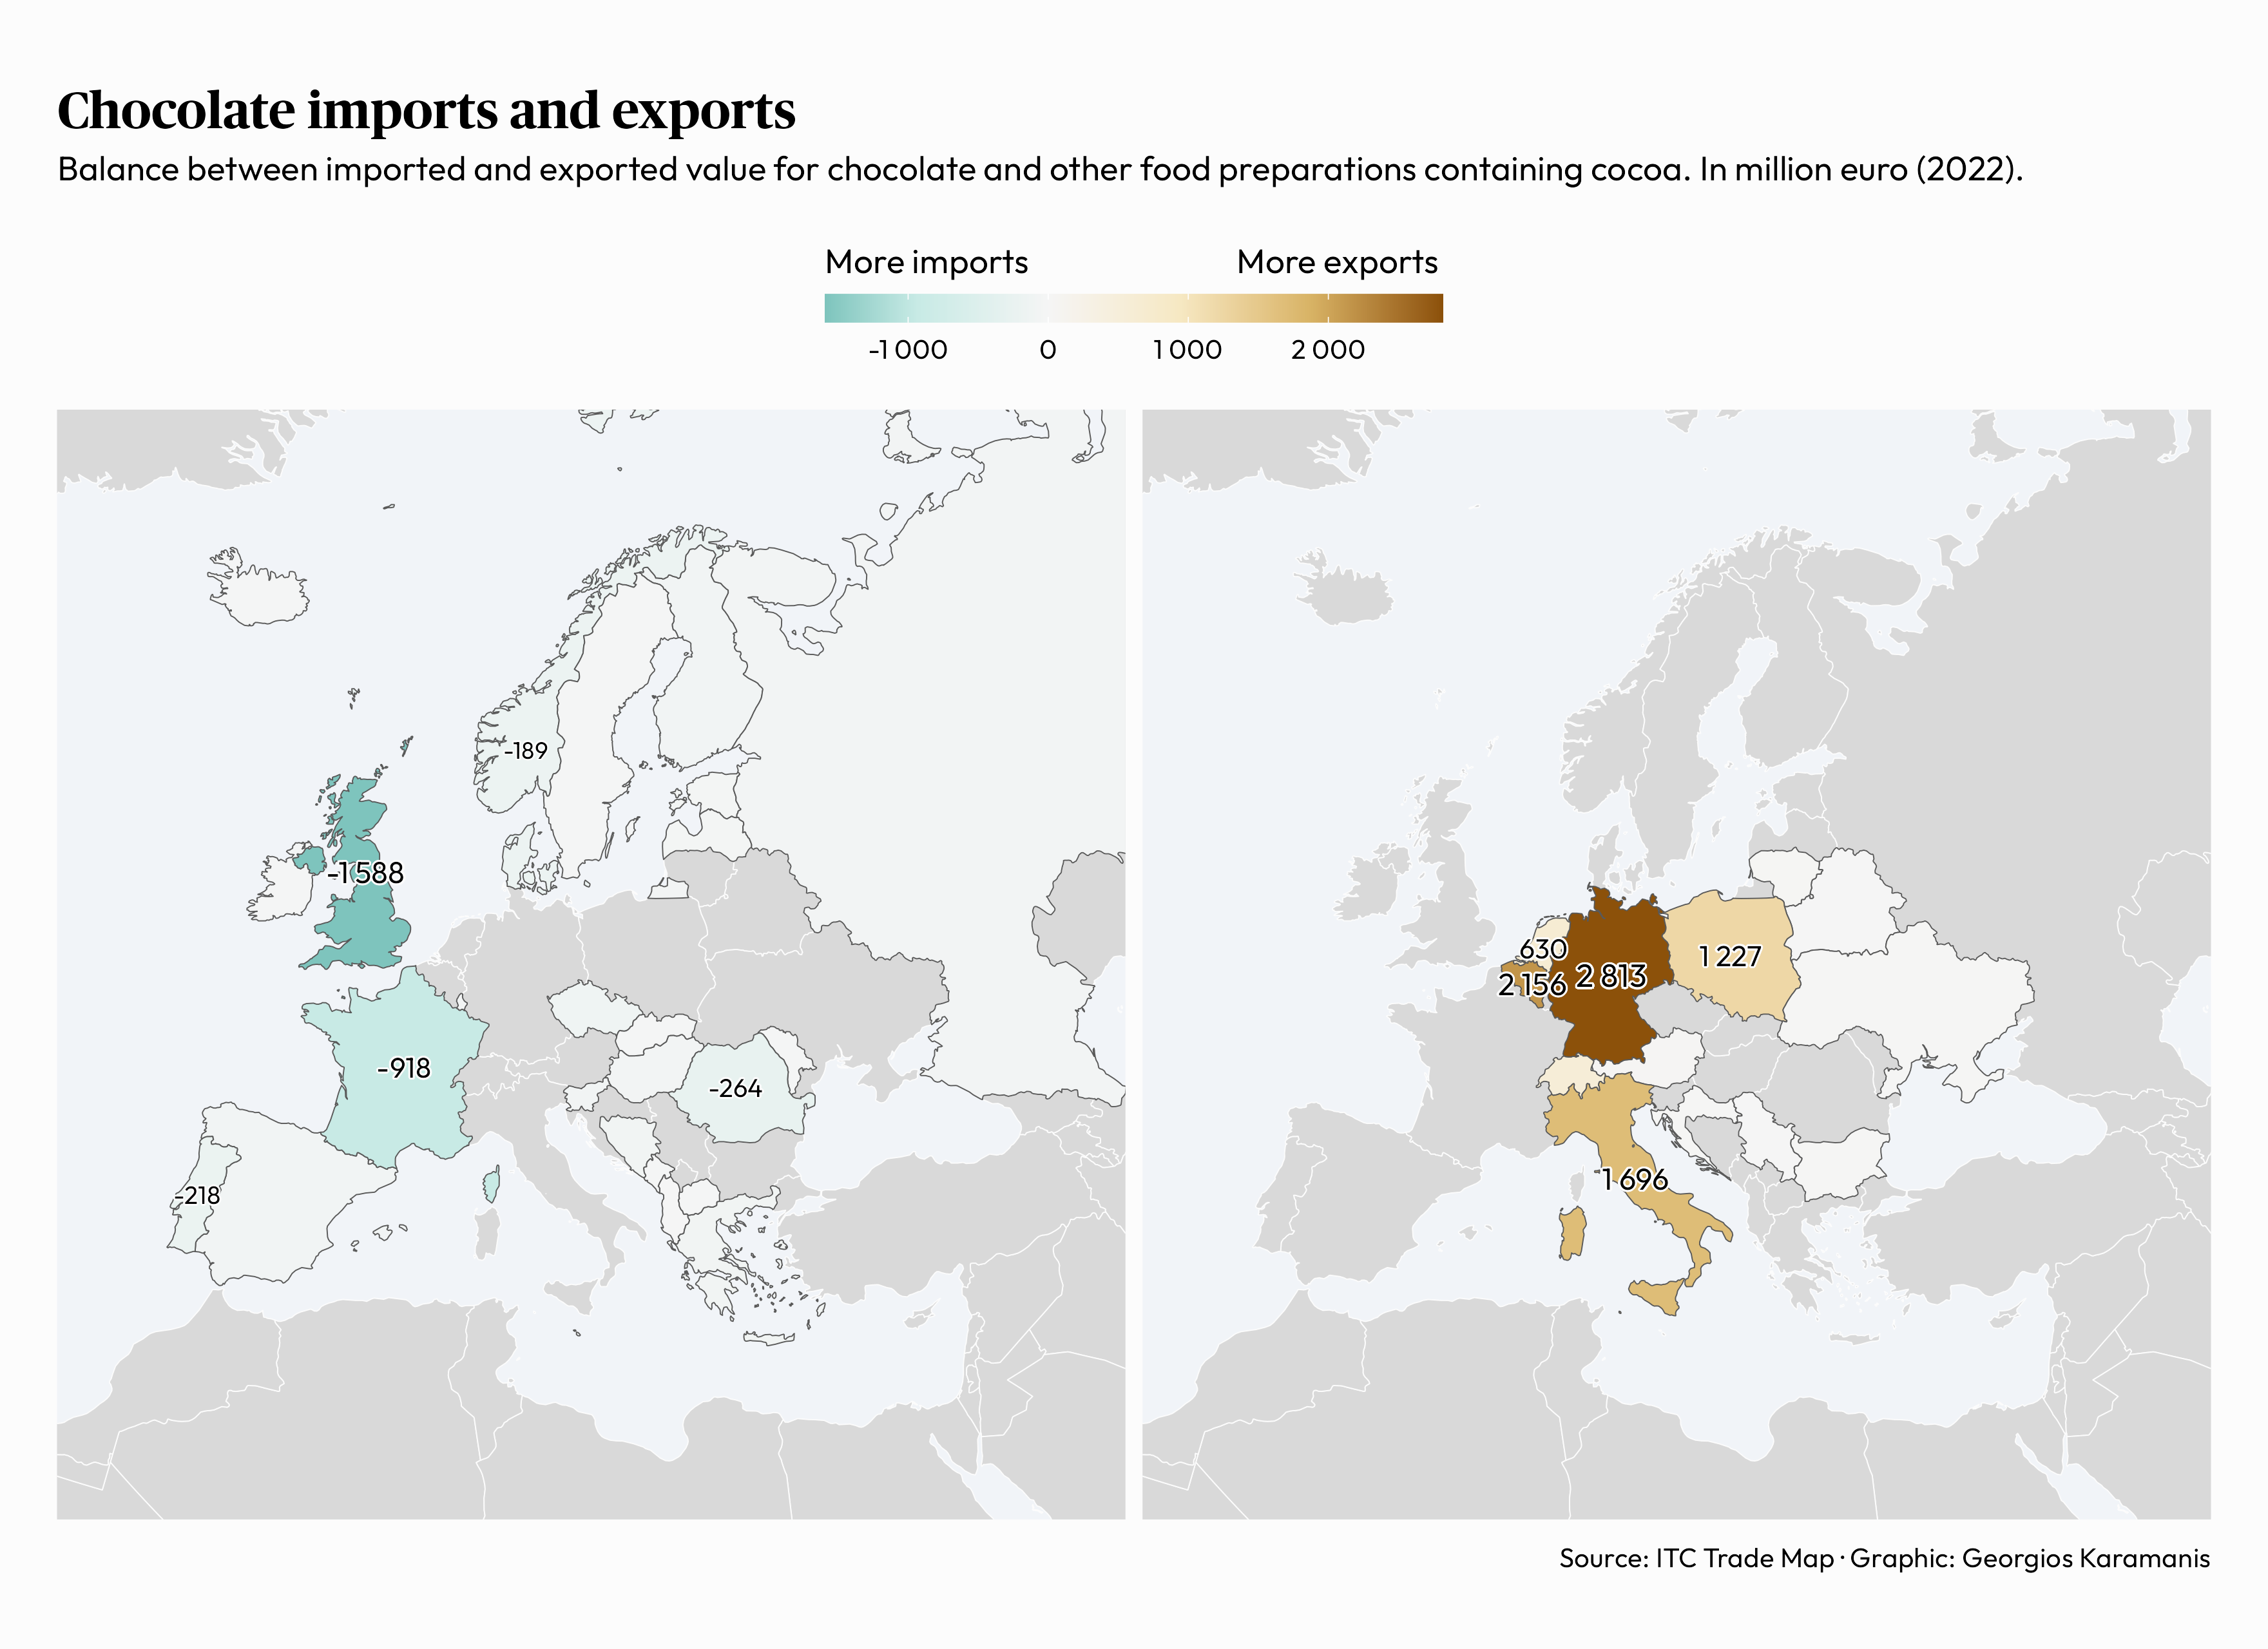 Chocolate imports and exports
Balance between imported and exported value for chocolate and other food preparations containing cocoa. In million euro (2022).
More imports
More exports
-1 000
0
1 000
2 000
-189
-1 588
-918
-264
-218
630
2 156
2 813
1 227
1 696
Source: ITC Trade Map · Graphic: Georgios Karamanis